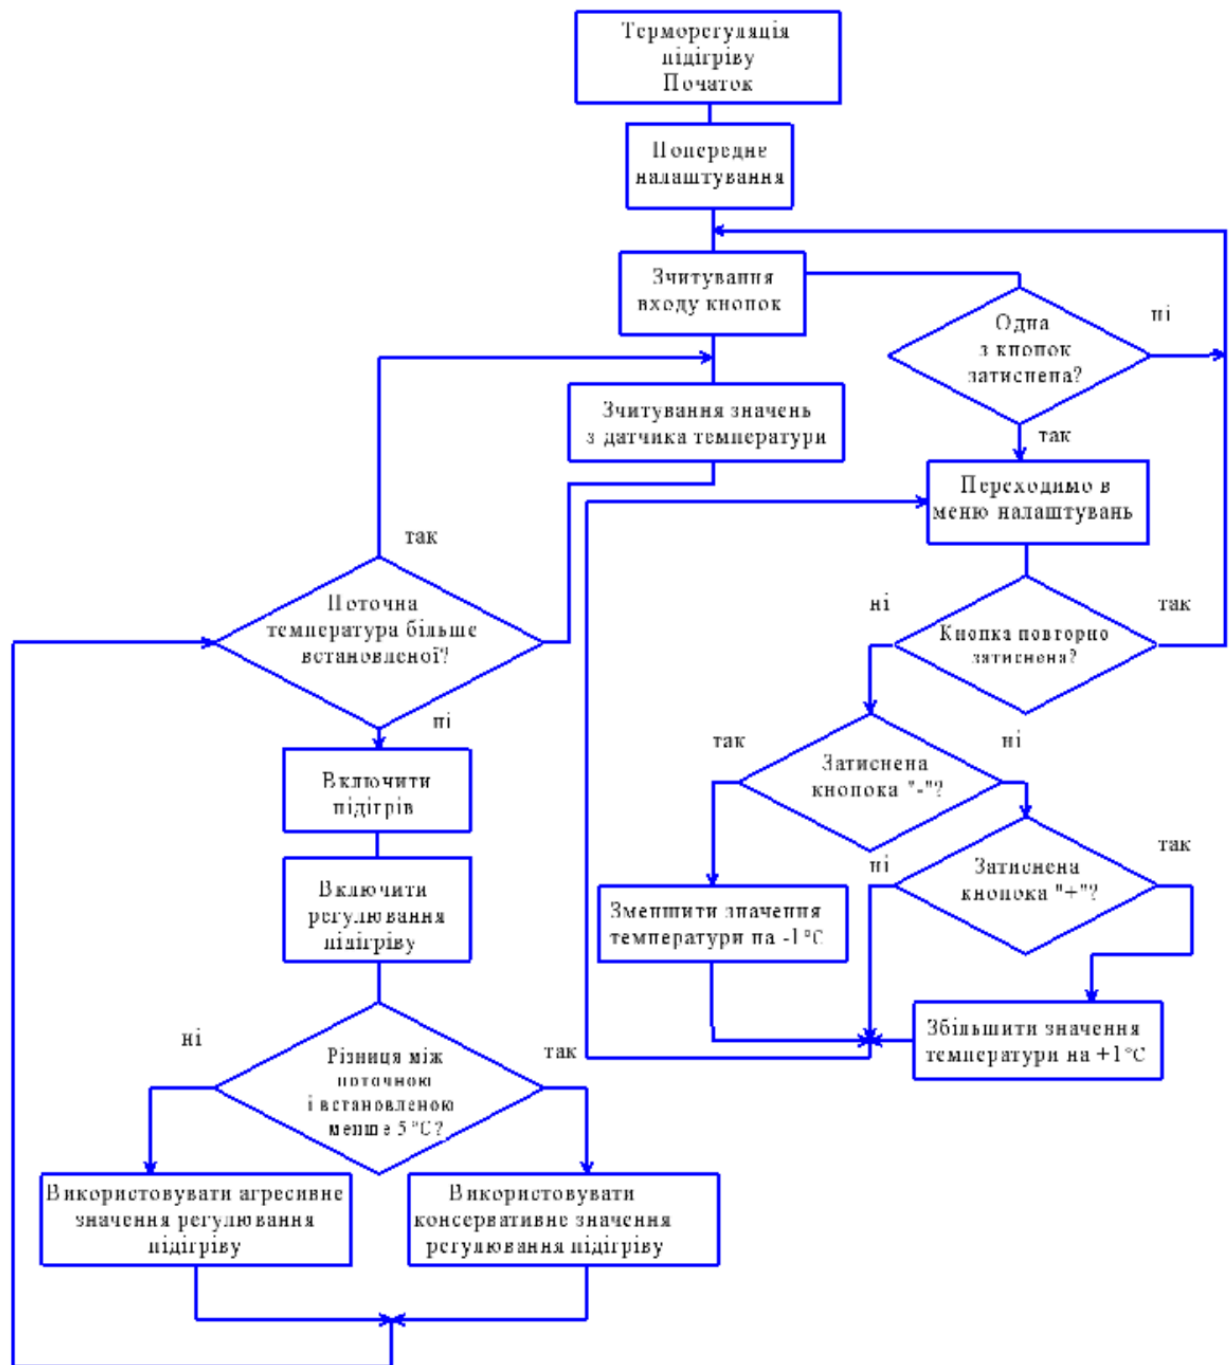 Терморегуляція
підігріву
Початок
Попереднє
налаштування
Зчитування
входу кнопок
Одна
з кнопок
затиснена?
ні
так
Зчитування значень
з датчика температури
Переходимо в
меню налаштувань
так
Поточна
температура більше
встановленої?
ні
ні
Кнопка повторно
затиснена?
так
Включити
підігрів
так
Затиснена
кнопока "-"?
ні
Включити
регулювання
підігріву
ні
Затиснена
кнопока "+"?
так
Зменшити значення
температури на -1°C
Збільшити значення
температури на +1°C
ні
Різниця між
поточною
і встановленою
менше 5°C?
так
Використовувати агресивне
значення регулювання
підігріву
Використовувати
консервативне значення
регулювання підігріву